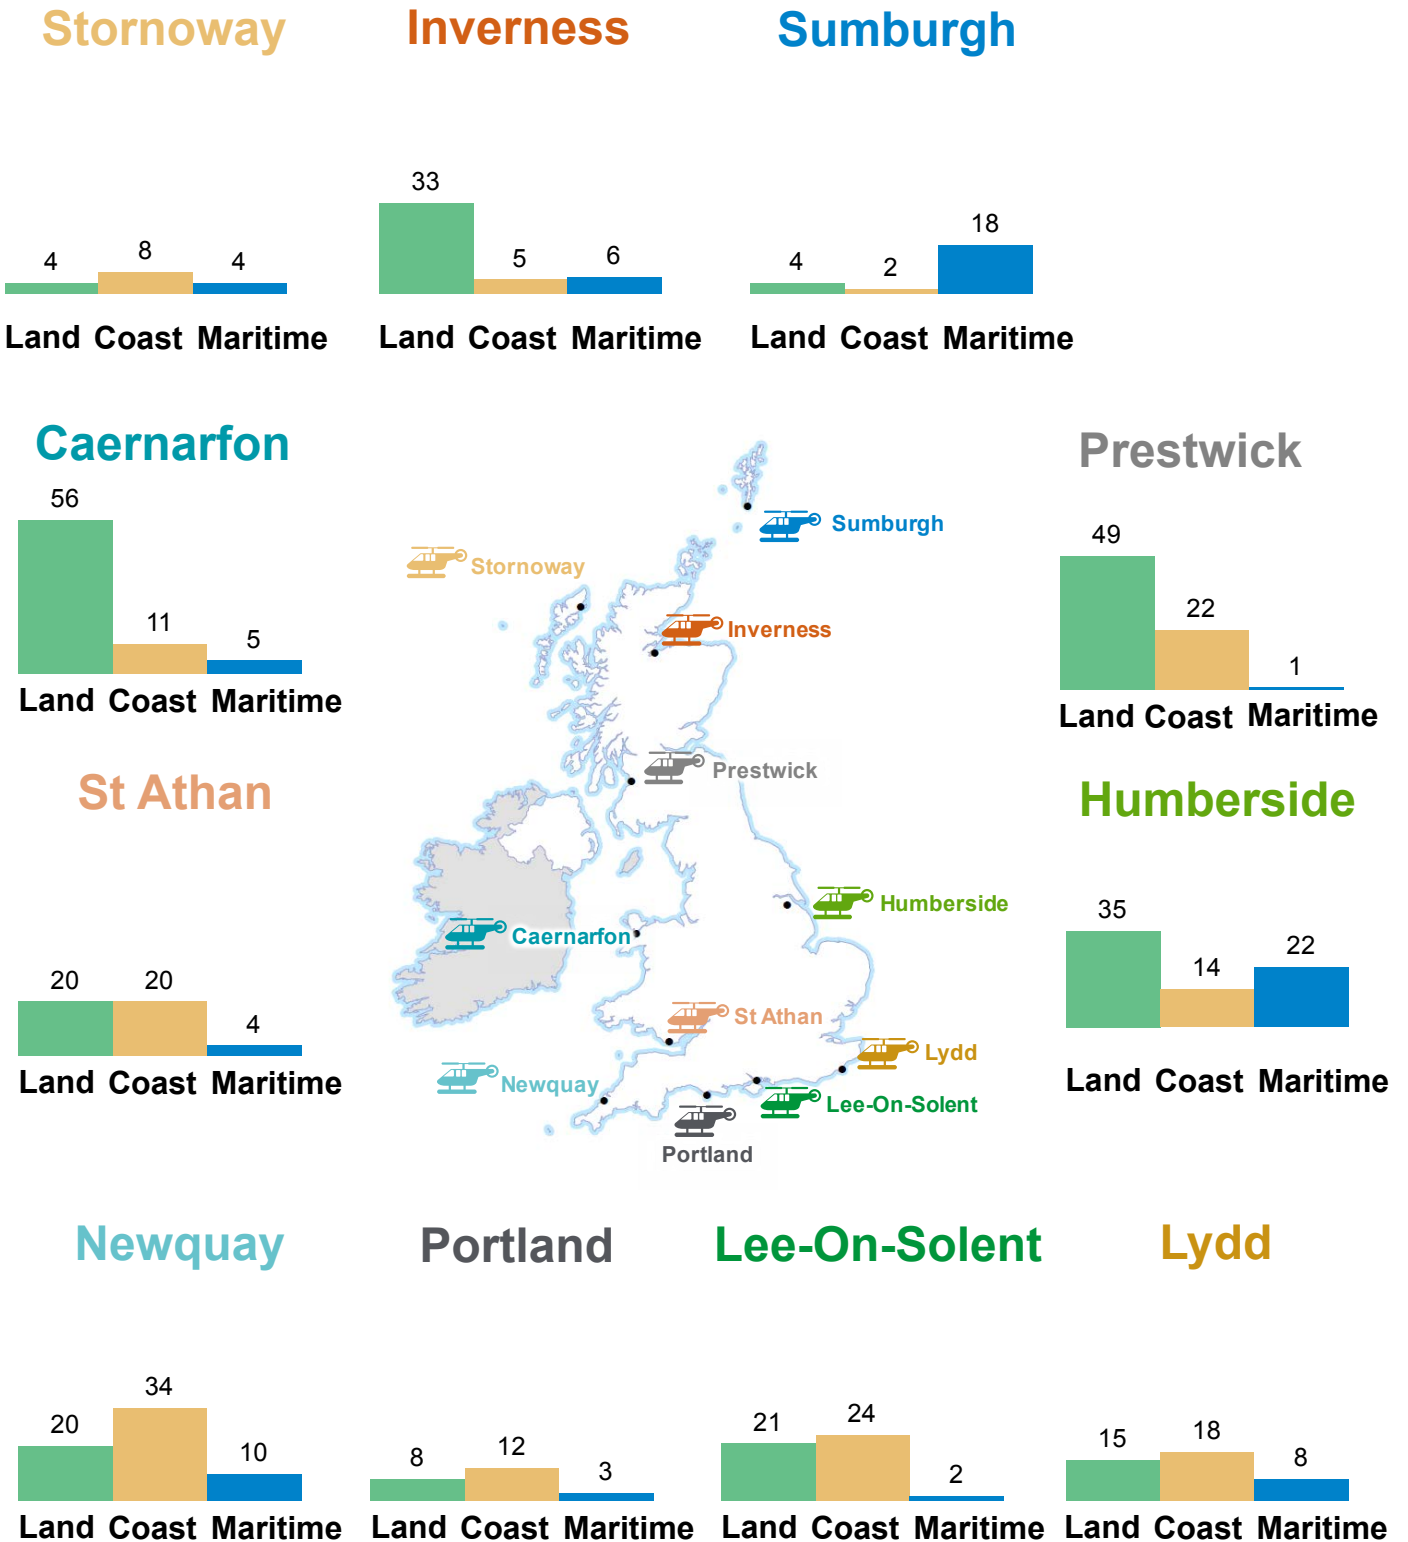 Stornoway
Inverness
Sumburgh
4 8 4
Land Coast Maritime
33 5 6
Land Coast Maritime
4 2 18
Land Coast Maritime
Caernarfon
56 11 5
Land Coast Maritime
Prestwick
49 22 1
Land Coast Maritime
St Athan
20 20 4
Land Coast Maritime
Humberside
35 14 22
Land Coast Maritime
Sumburgh
Stornoway
Inverness
Prestwick
Humberside
Caernarfon
St Athan
Lydd
Newquay
Lee-On-Solent
Portland
Newquay
20 34 10
Land Coast Maritime
Portland
8 12 3
Land Coast Maritime
Lee-On-Solent
21 24 2
Land Coast Maritime
Lydd
15 18 8
Land Coast Maritime